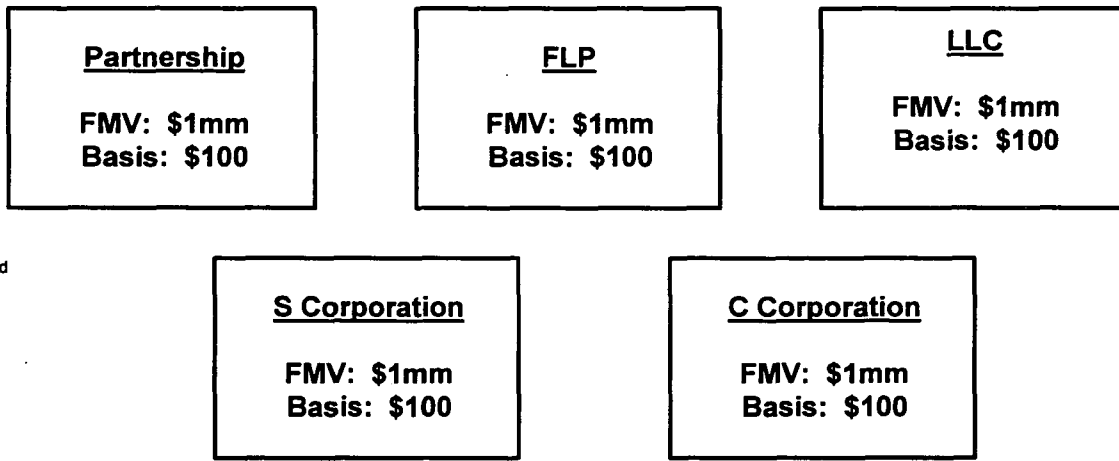 Partnership
FMV: $1mm
Basis: $100
FLP
FMV: $1mm
Basis: $100
LLC
FMV: $1mm
Basis: $100
d
S Corporation
FMV: $1mm
Basis: $100
C Corporation
FMV: $1mm
Basis: $100